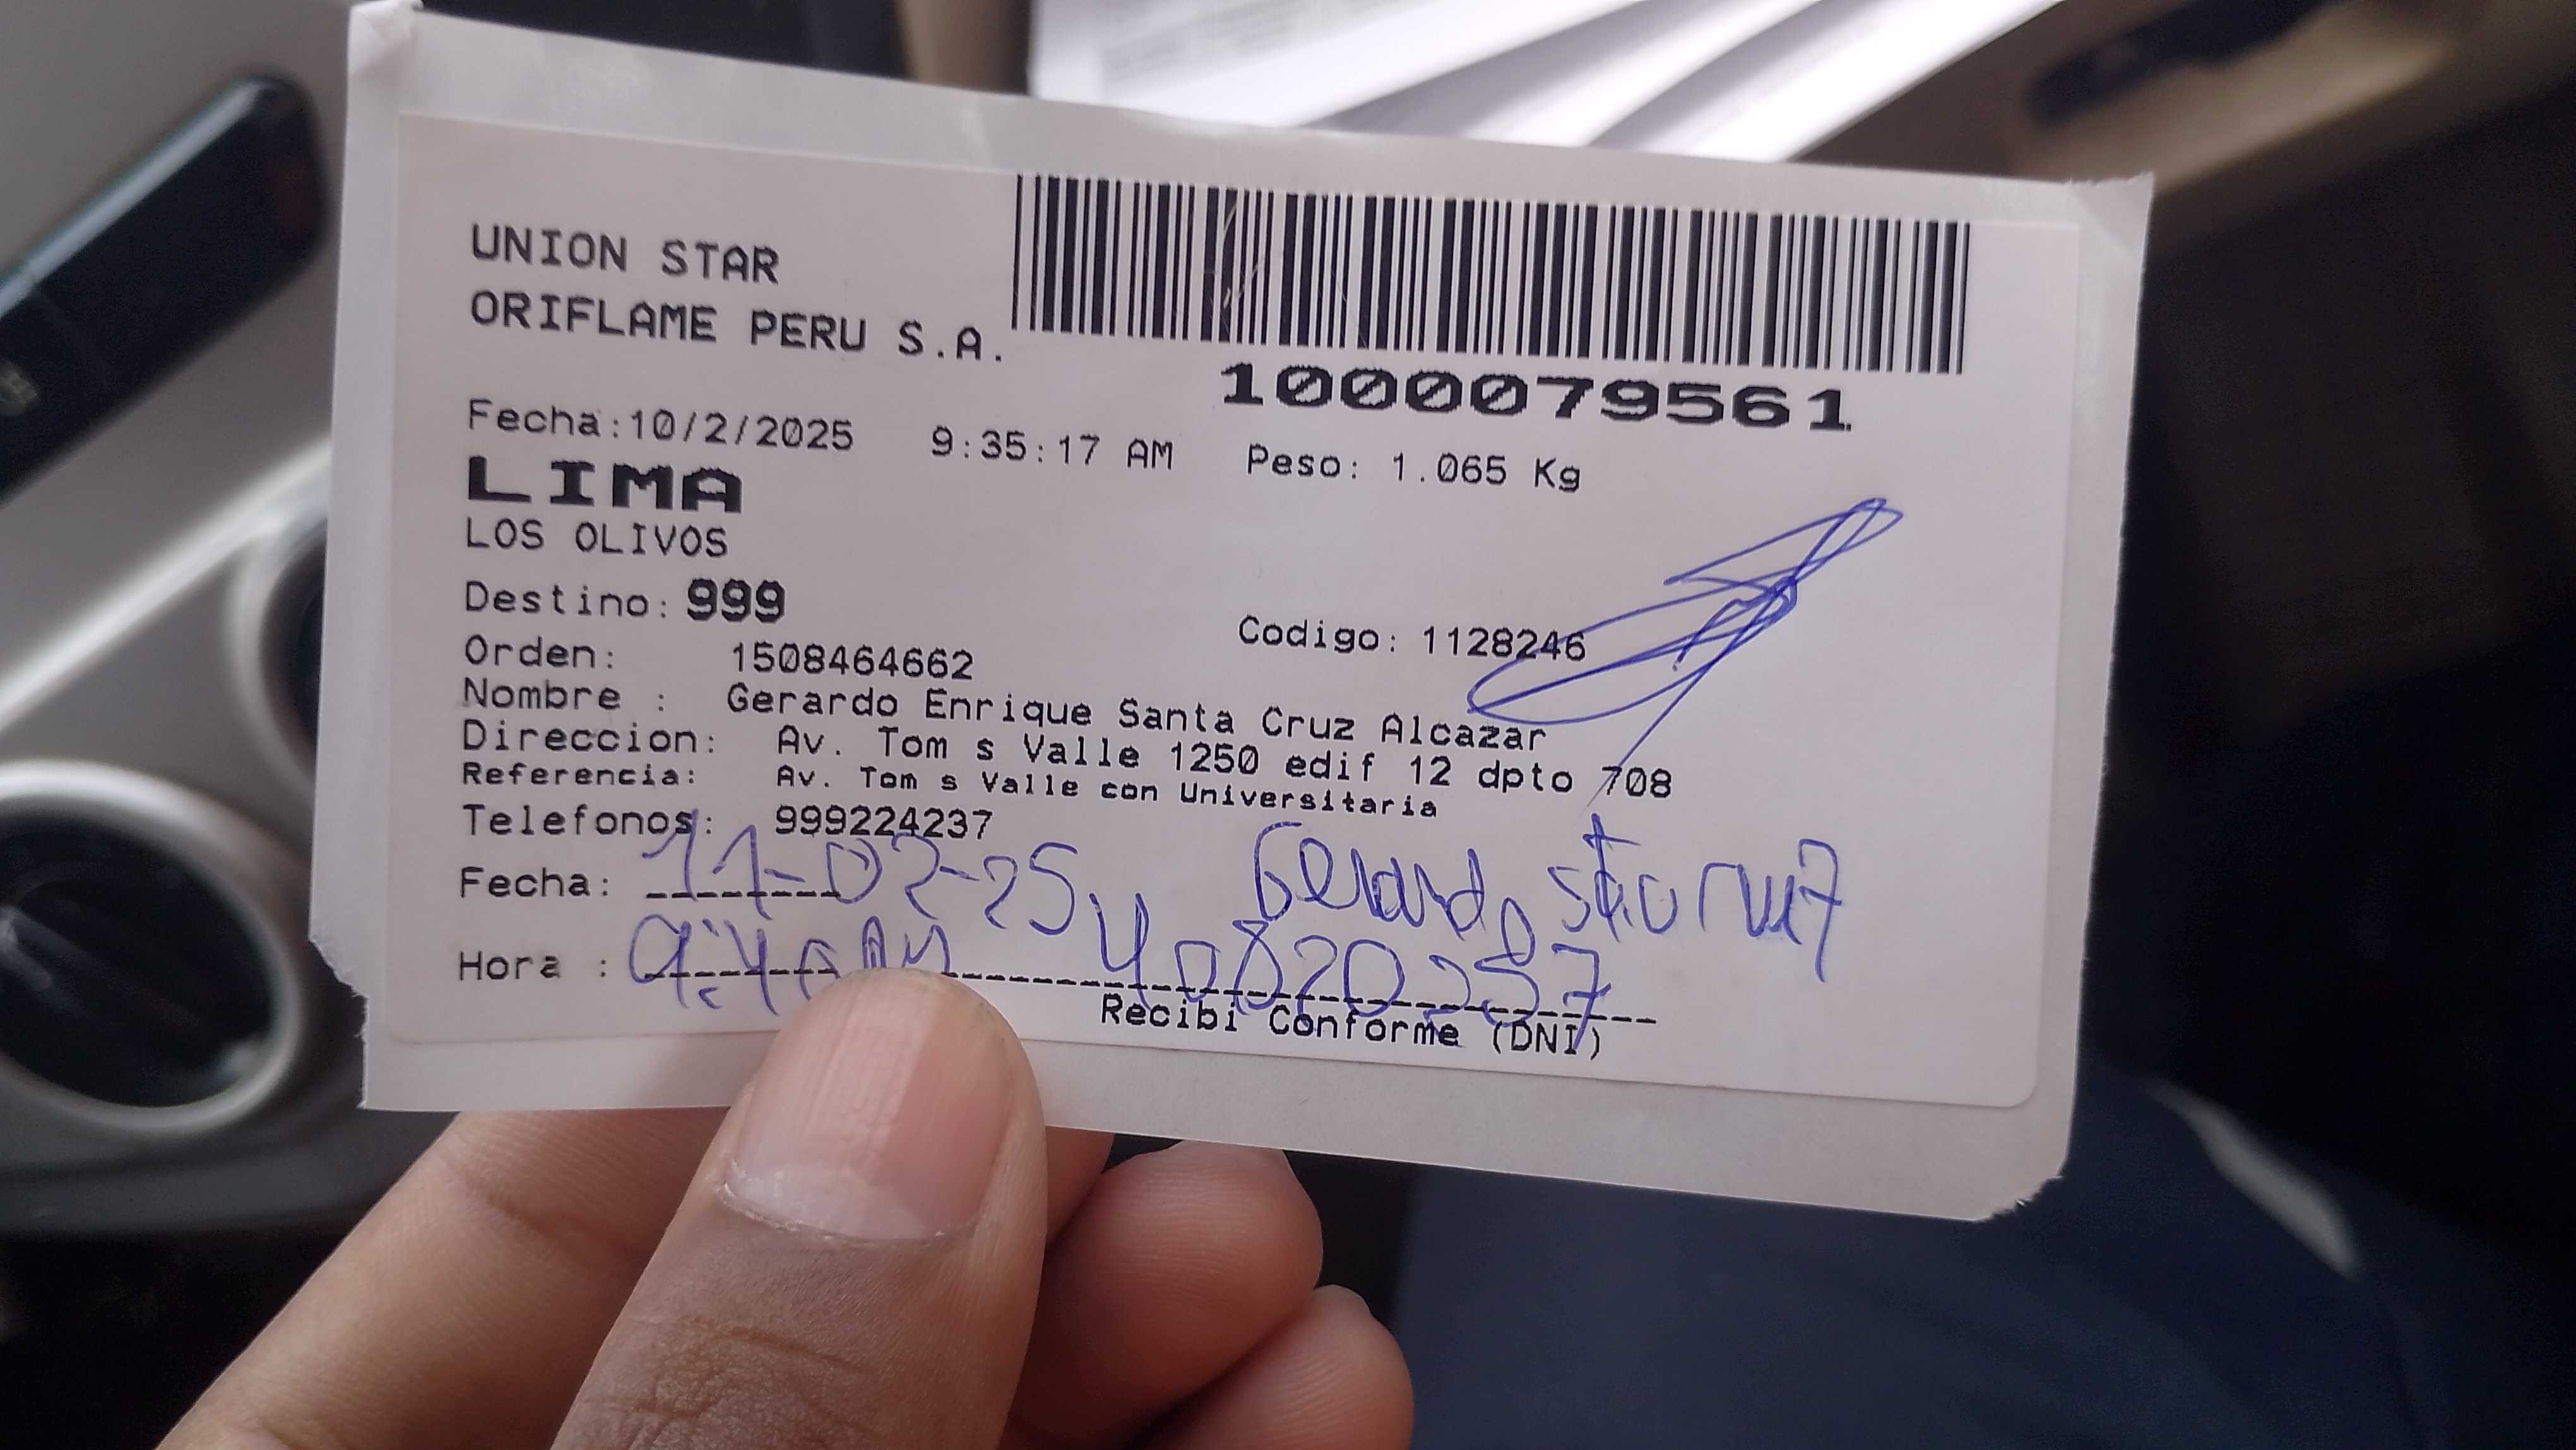 UNION STAR
ORIFLAME PERU S.A.
1000079561
Fecha:10/2/2025 9:35:17 AM Peso: 1.065 Kg
LIMA
LOS OLIVOS
Destino: 999
Codigo: 1128246
Orden: 1508464662
Nombre : Gerardo Enrique Santa Cruz Alcazar
Direccion: Av. Tom s Valle 1250 edif 12 dpto 708
Referencia: Av. Tom s Valle con Universitaria
Telefonos: 999224237
Fecha: 11-02-25 Gerardo
Hora :
Recibi Conforme (DNI)